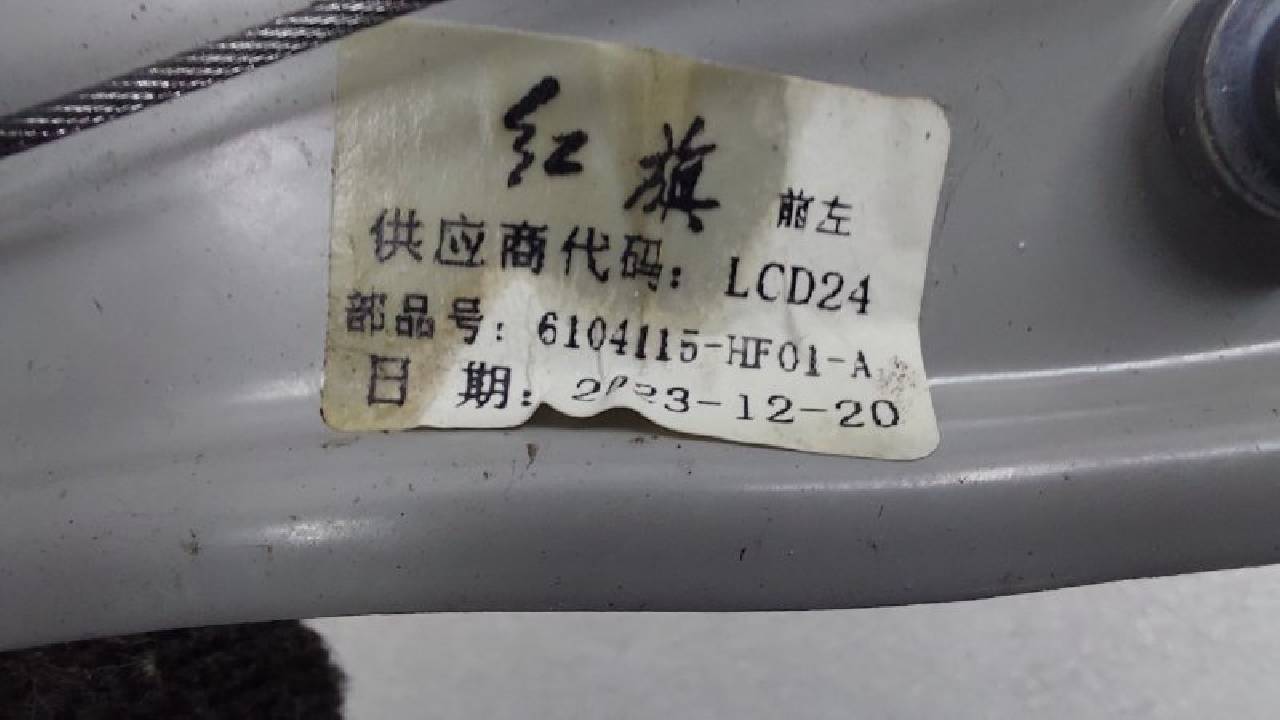 红旗 前左
供应商代码：LCD24
部品号：6104115-HF01-A
日 期：2023-12-20